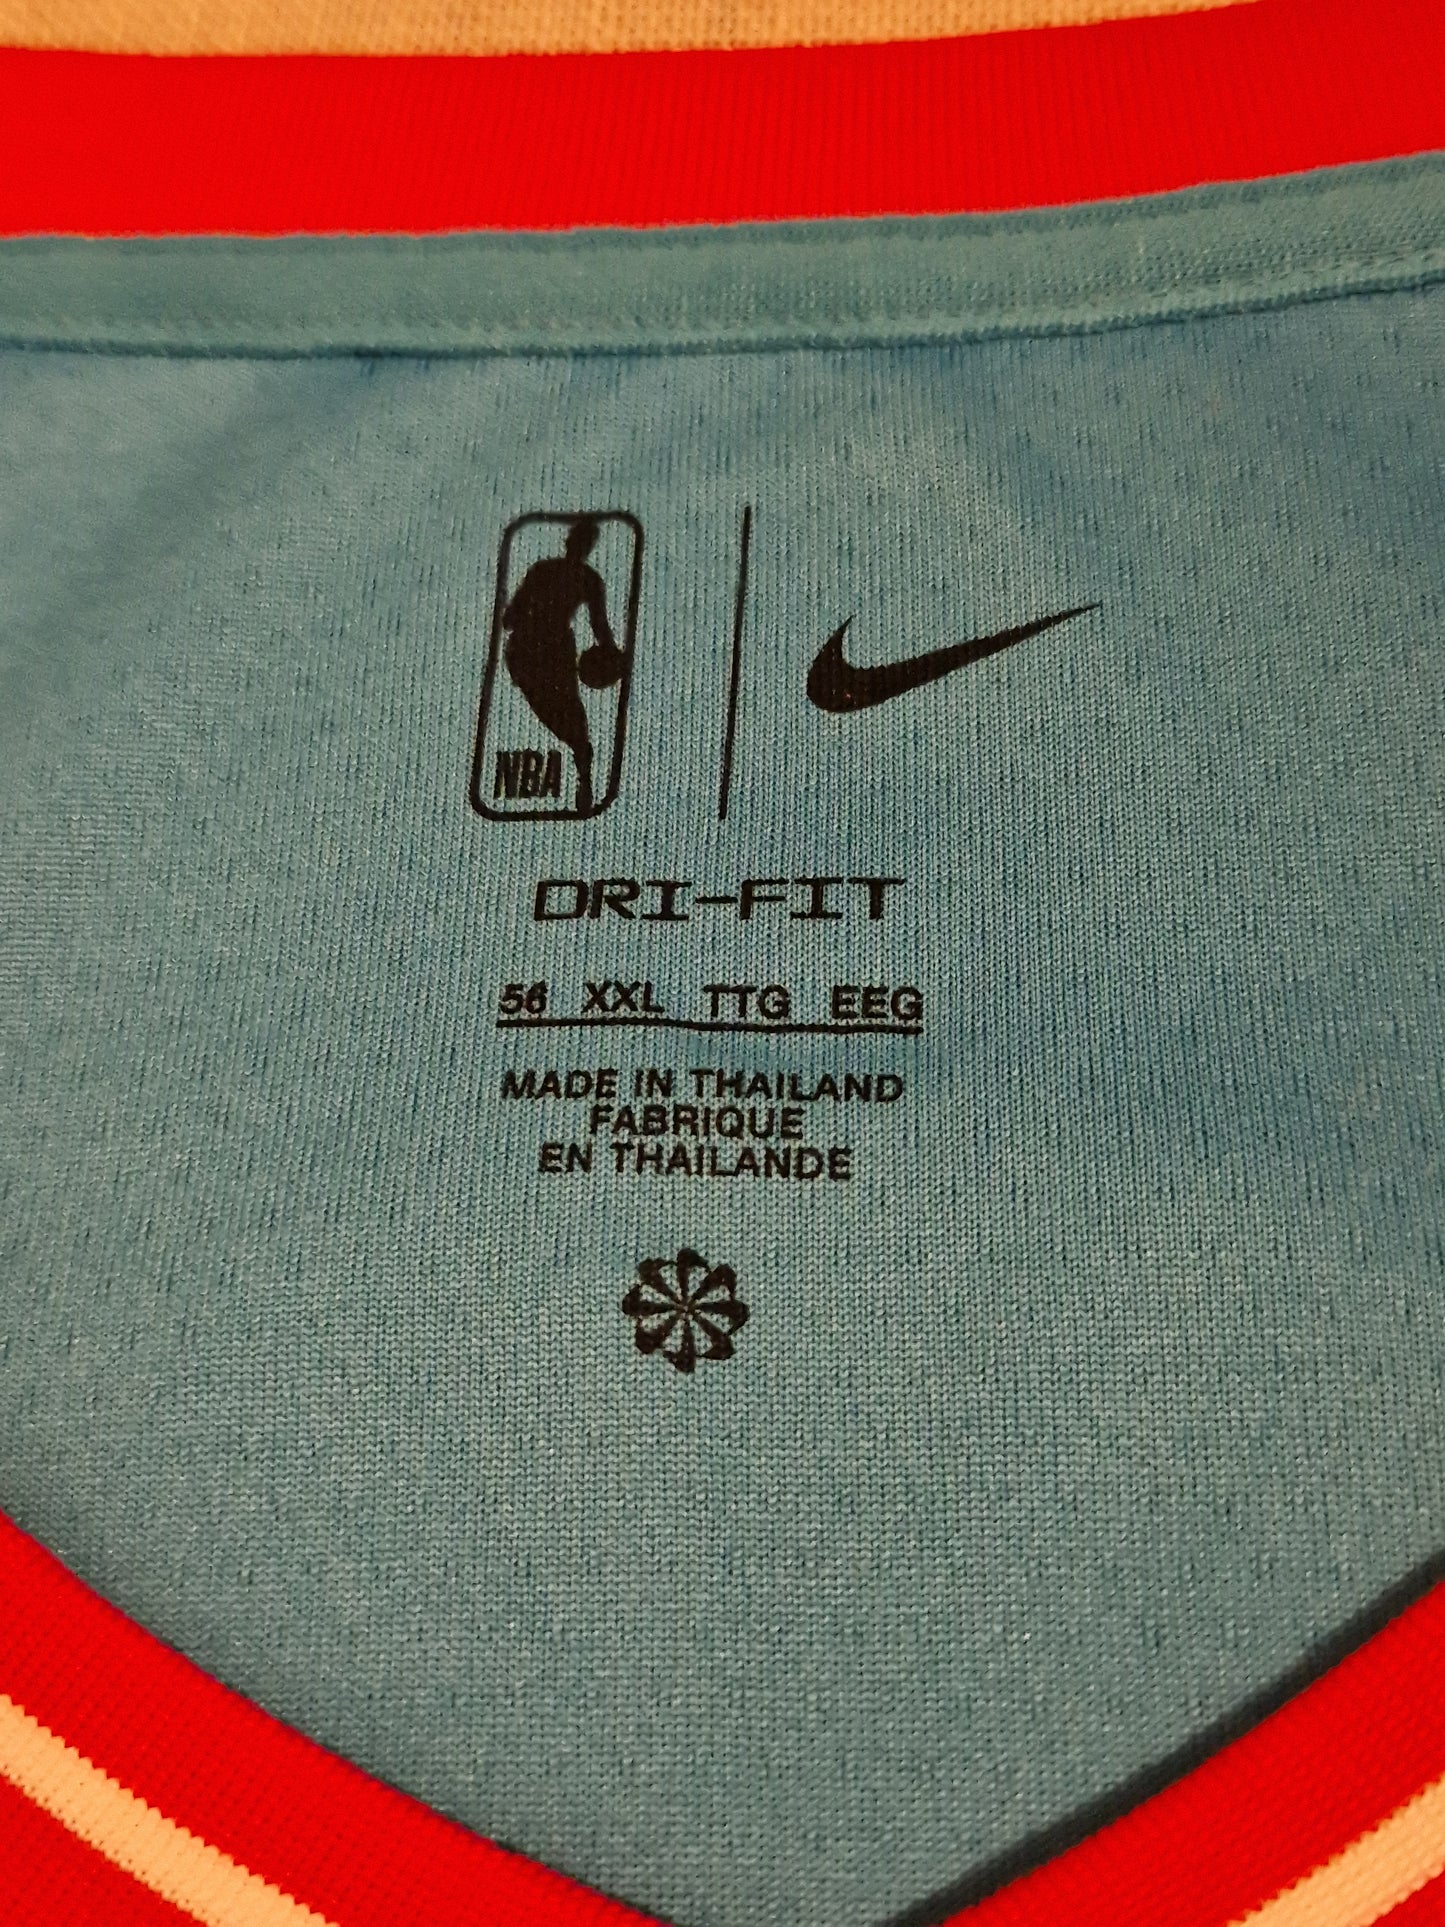 NBA
DRI-FIT
56 XXL TTG EEG
MADE IN THAILAND
FABRIQUE
EN THAILANDE